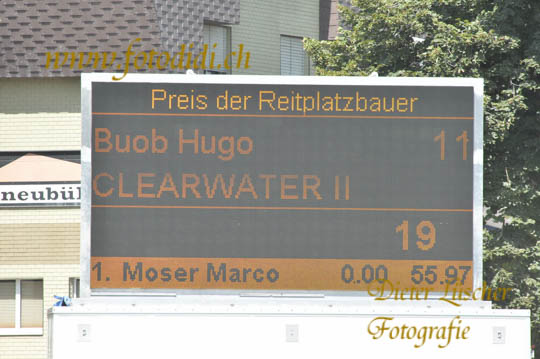 www.fotodidi.ch
Preis der Reitplatzbauer
Buob Hugo 11
CLEARWATER II
neubü
19
1. Moser Marco 0.00 55.97
Dieter Lüscher
Fotografie